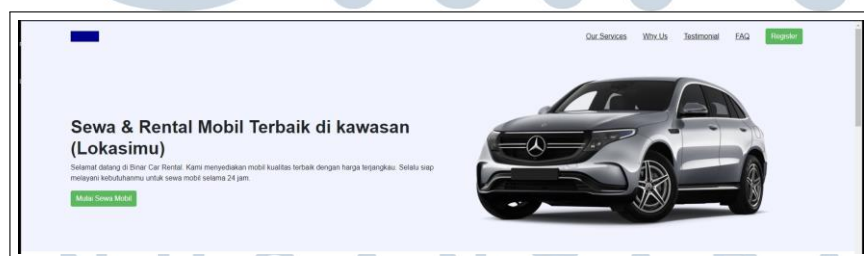 Our Services Why Us Testimonial FAQ Register
Sewa & Rental Mobil Terbaik di kawasan
(Lokasimu)
Selamat datang di Binar Car Rental. Kami menyediakan mobil kualitas terbaik dengan harga terjangkau. Selalu siap
melayani kebutuhanmu untuk sewa mobil selama 24 jam.
Mulai Sewa Mobil